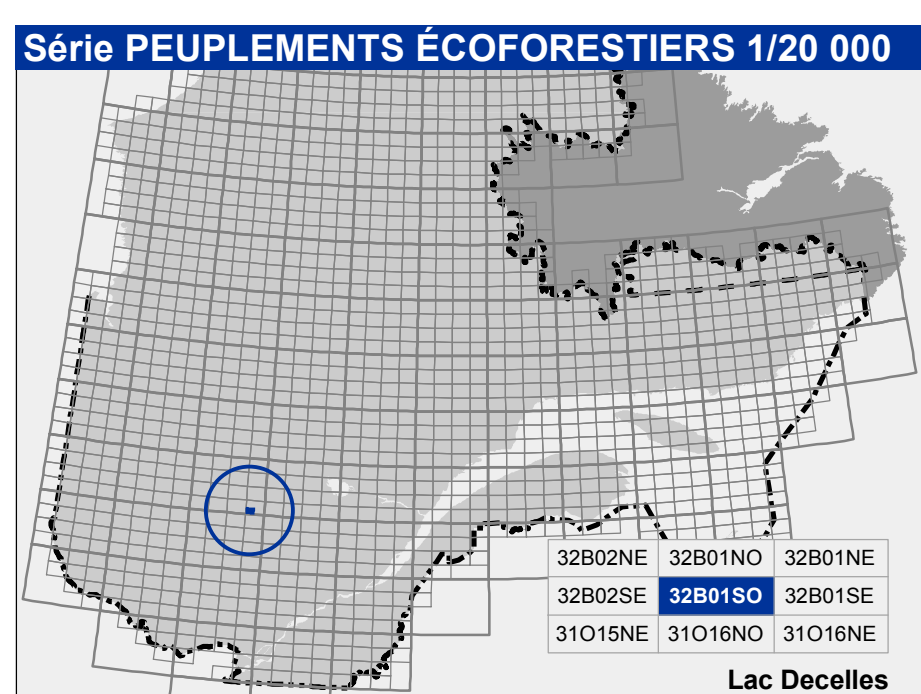 Série PEUPLEMENTS ÉCOFORESTIERS 1/20 000
32B02NE 32B01NO 32B01NE
32B02SE 32B01SO 32B01SE
31O15NE 31O16NO 31O16NE
Lac Decelles